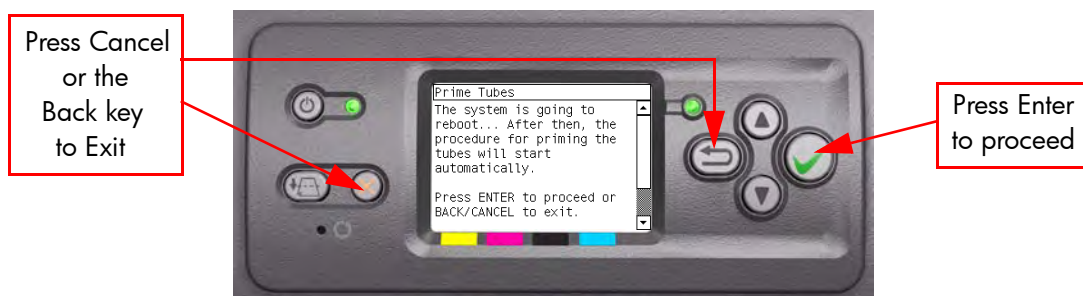 Press Cancel
or the
Back key
to Exit
Prime Tubes
The system is going to
reboot... After then, the
procedure for priming the
tubes will start
automatically.
Press ENTER to proceed or
BACK/CANCEL to exit.
Press Enter
to proceed